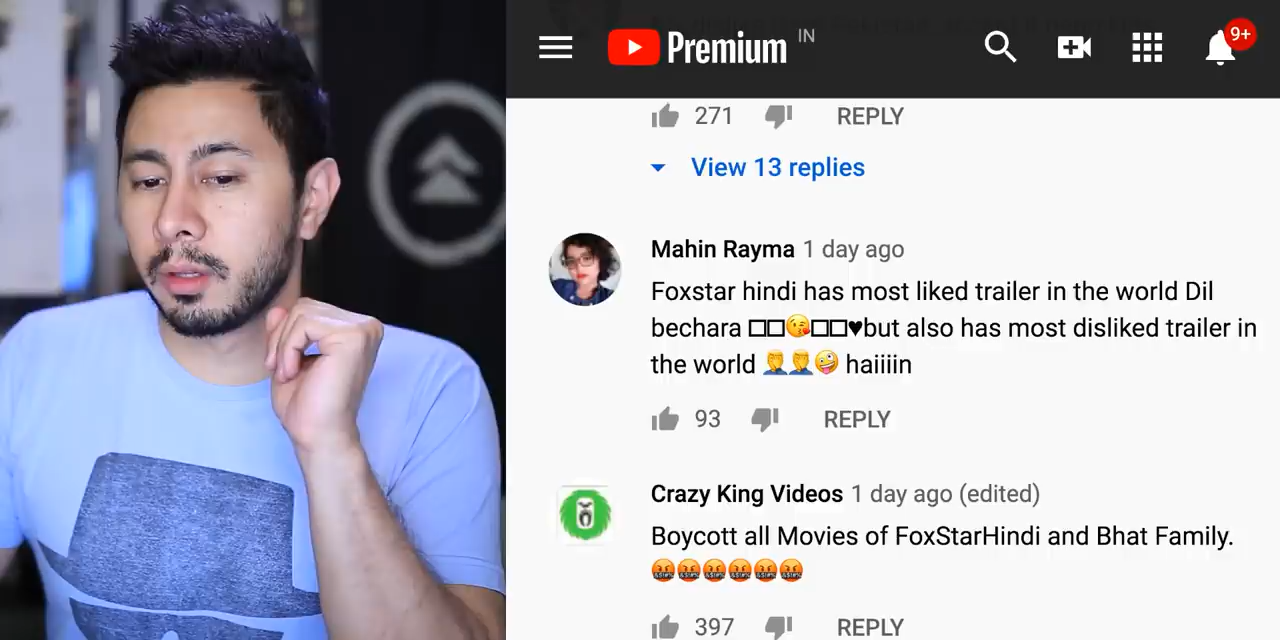 Premium IN
9+
271 REPLY
View 13 replies
Mahin Rayma 1 day ago
Foxstar hindi has most liked trailer in the world Dil
bechara □□😘□□♥but also has most disliked trailer in
the world 🤦‍♂️🤦‍♂️🤪 haiiiin
93 REPLY
Crazy King Videos 1 day ago (edited)
Boycott all Movies of FoxStarHindi and Bhat Family.
🤬🤬🤬🤬🤬🤬
397 REPLY